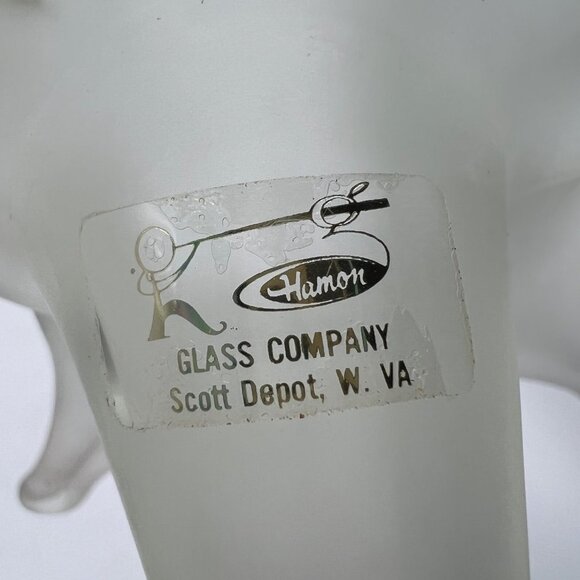 Hamon
GLASS COMPANY
Scott Depot, W. VA